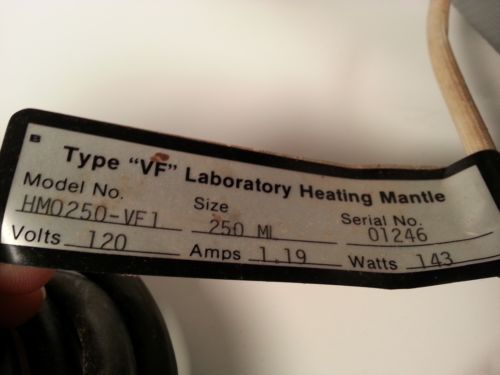 Type "VF" Laboratory Heating Mantle
Model No. Size Serial No.
HM0250-VF1 250 ML 01246
Volts 120 Amps 1.19 Watts 143